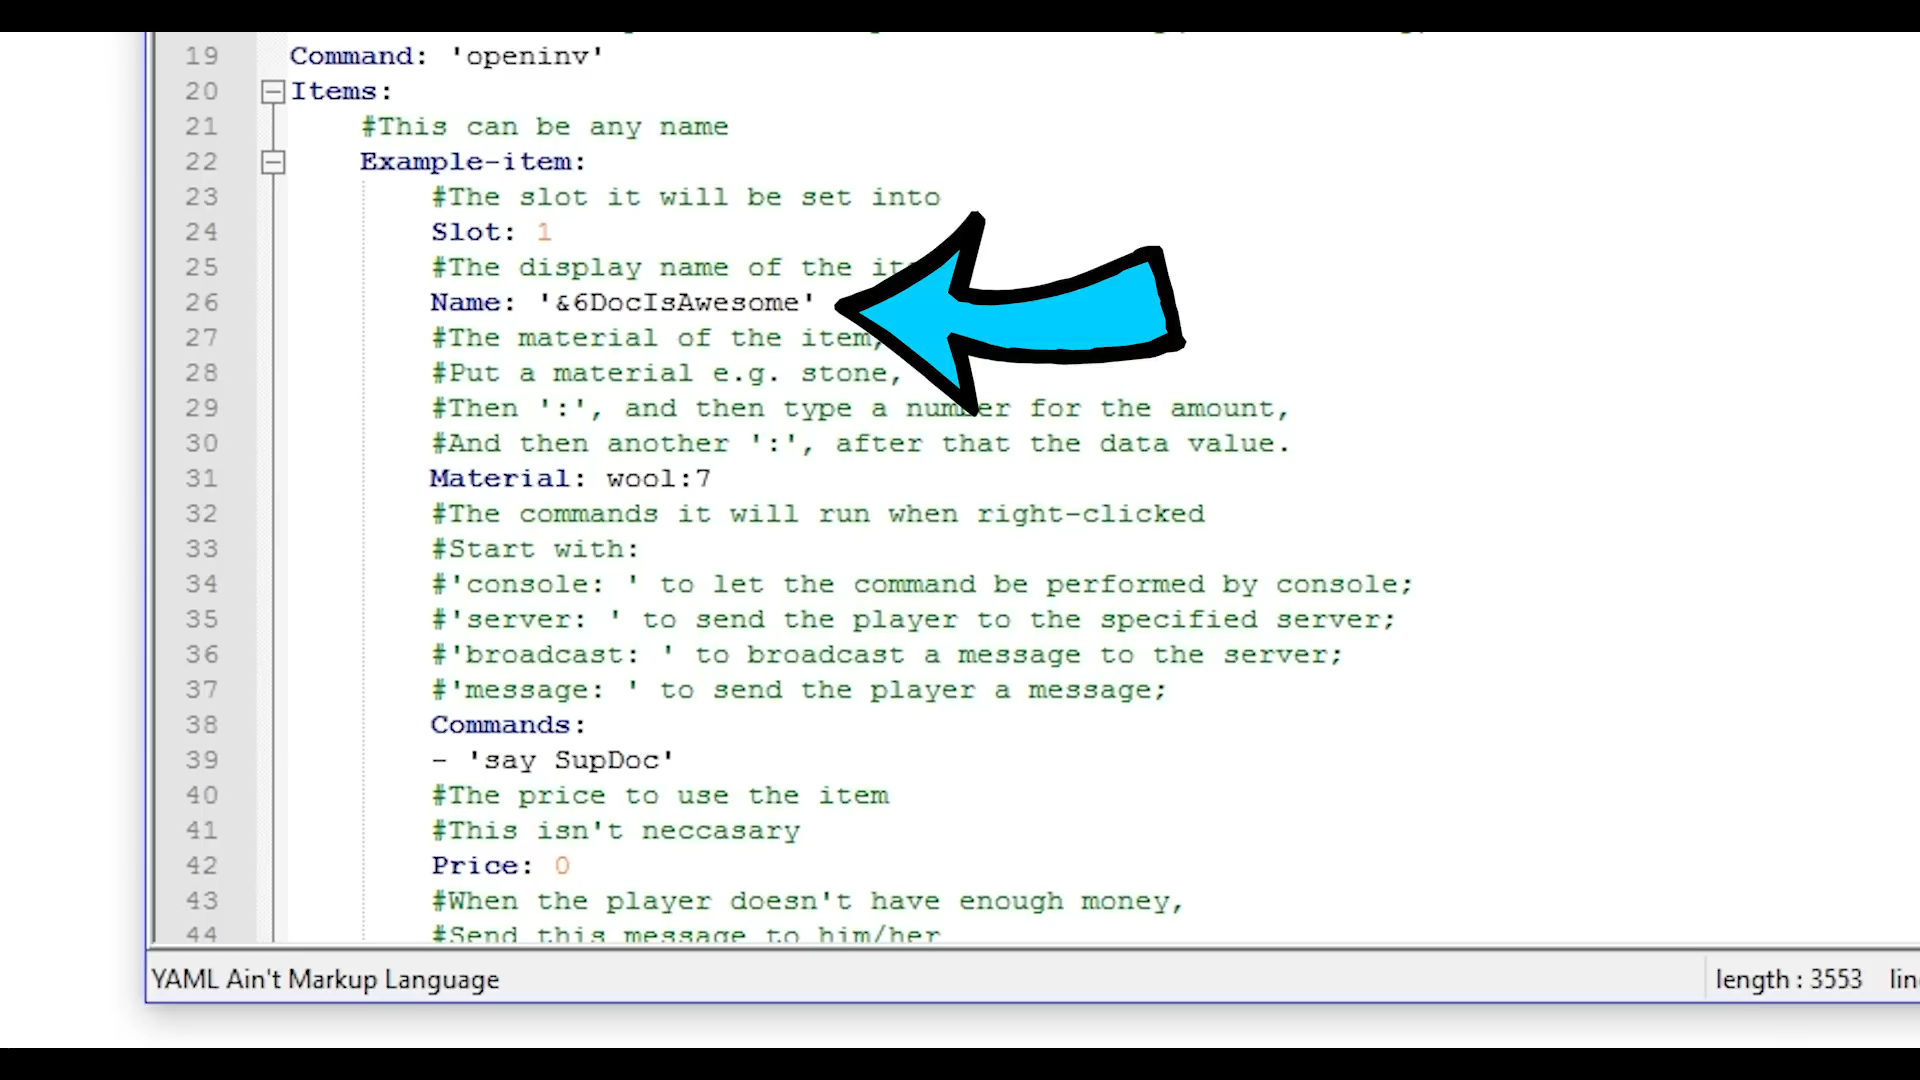 19 Command: 'openinv'
20 Items:
21 #This can be any name
22 Example-item:
23 #The slot it will be set into
24 Slot: 1
25 #The display name of the
26 Name: '&6DocIsAwesome'
27 #The material of the item,
28 #Put a material e.g. stone,
29 #Then ':', and then type a number for the amount,
30 #And then another ':', after that the data value.
31 Material: wool:7
32 #The commands it will run when right-clicked
33 #Start with:
34 #'console: ' to let the command be performed by console;
35 #'server: ' to send the player to the specified server;
36 #'broadcast: ' to broadcast a message to the server;
37 #'message: ' to send the player a message;
38 Commands:
39 - 'say SupDoc'
40 #The price to use the item
41 #This isn't neccasary
42 Price: 0
43 #When the player doesn't have enough money,
44 #Send this message to him/her
YAML Ain't Markup Language length : 3553